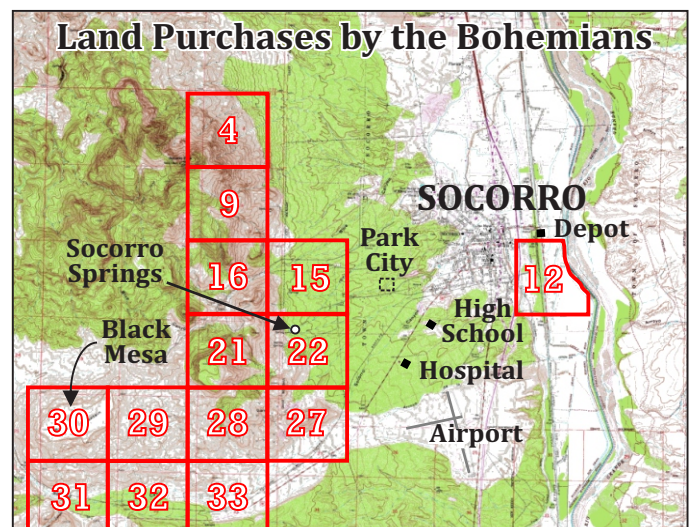 Land Purchases by the Bohemians
4
9
SOCORRO
Depot
Park
City
Socorro
Springs
16
15
12
High
School
Black
Mesa
21
22
Hospital
30
29
28
27
Airport
31
32
33